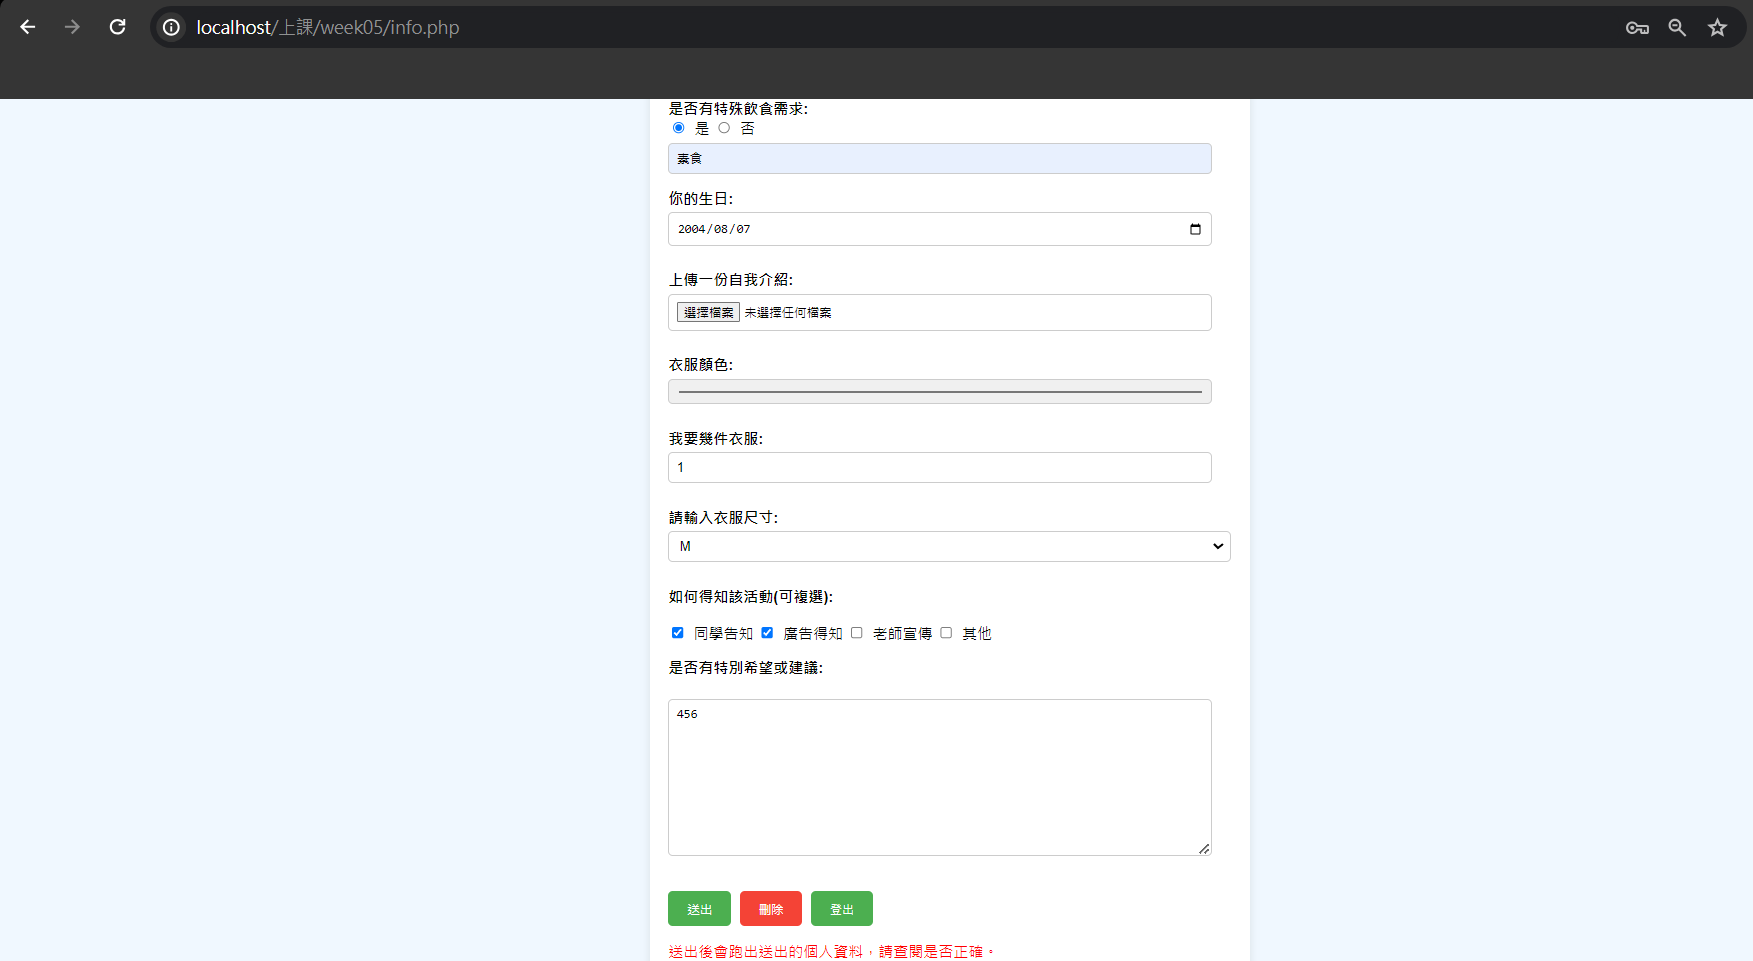 localhost/上課/week05/info.php
是否有特殊飲食需求:
是 否
素食
你的生日:
2004/08/07
上傳一份自我介紹:
選擇檔案 未選擇任何檔案
衣服顏色:
我要幾件衣服:
1
請輸入衣服尺寸:
M
如何得知該活動(可複選):
同學告知 廣告得知 老師宣傳 其他
是否有特別希望或建議:
456
送出 刪除 登出
送出後會跑出送出的個人資料，請查閱是否正確。